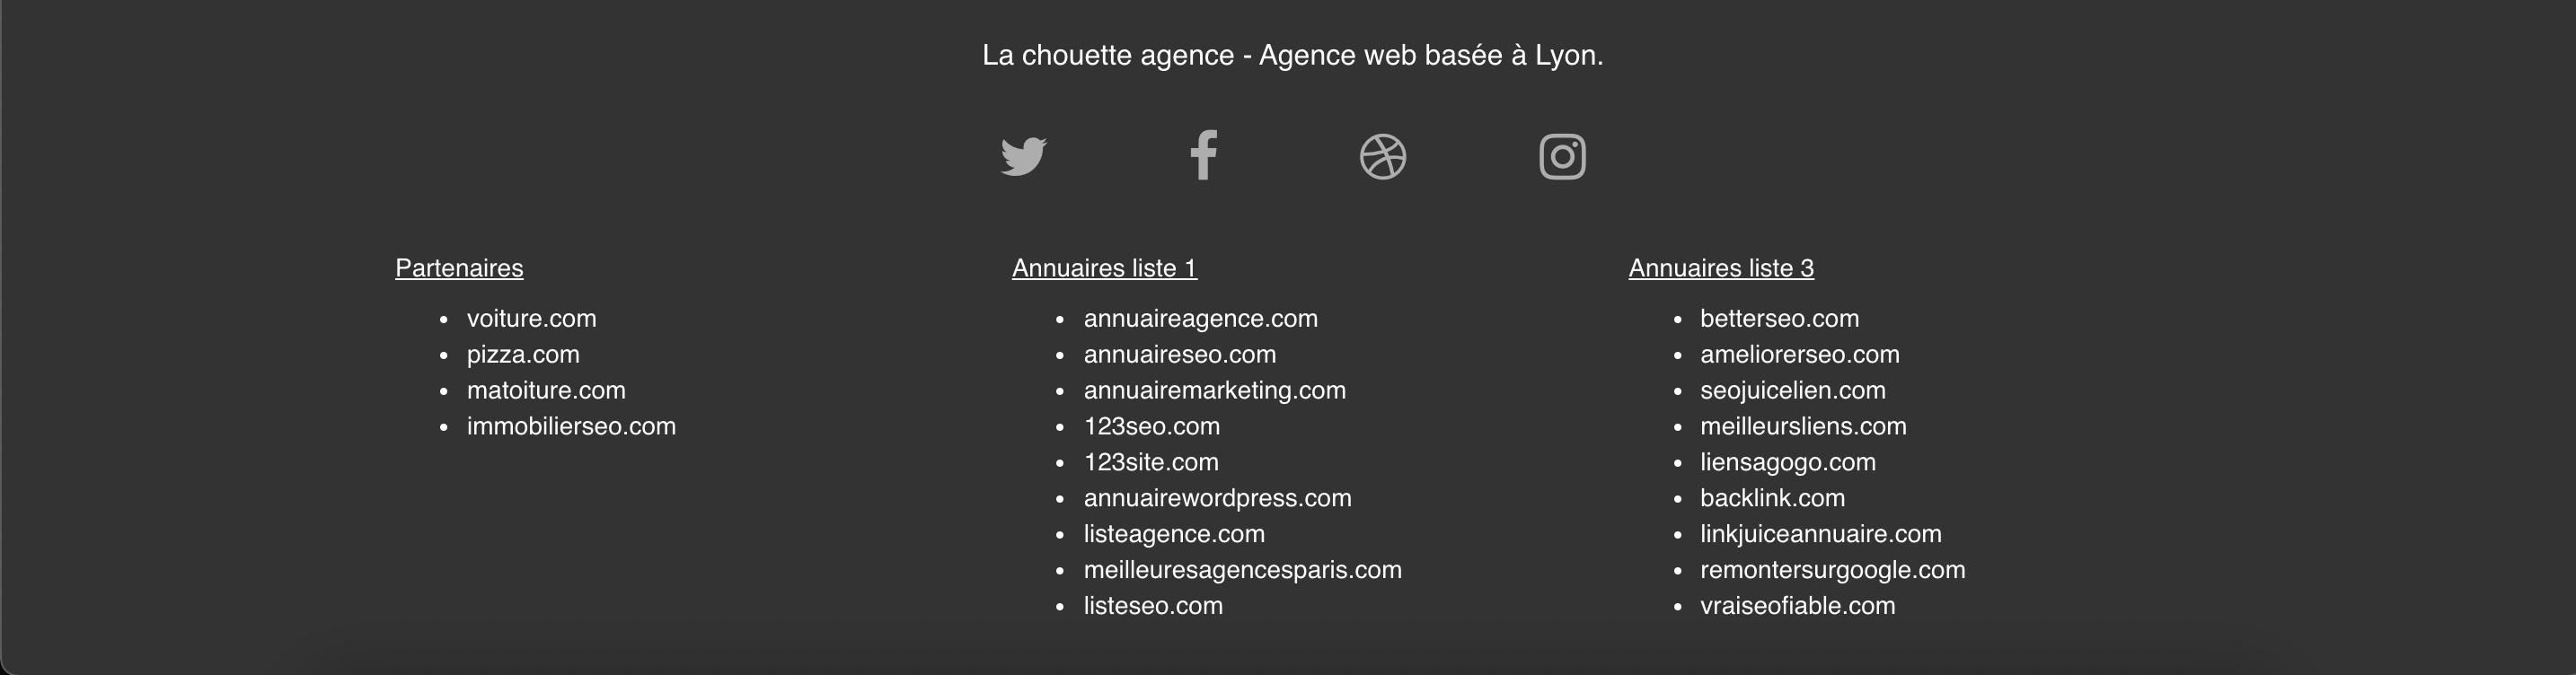 La chouette agence - Agence web basée à Lyon.
Partenaires
voiture.com
pizza.com
matoiture.com
immobilierseo.com
Annuaires liste 1
annuaireagence.com
annuaireseo.com
annuairemarketing.com
123seo.com
123site.com
annuairewordpress.com
listeagence.com
meilleuresagencesparis.com
listeseo.com
Annuaires liste 3
betterseo.com
ameliorerseo.com
seojuicelien.com
meilleursliens.com
liensagogo.com
backlink.com
linkjuiceannuaire.com
remontersurgoogle.com
vraiseofiable.com